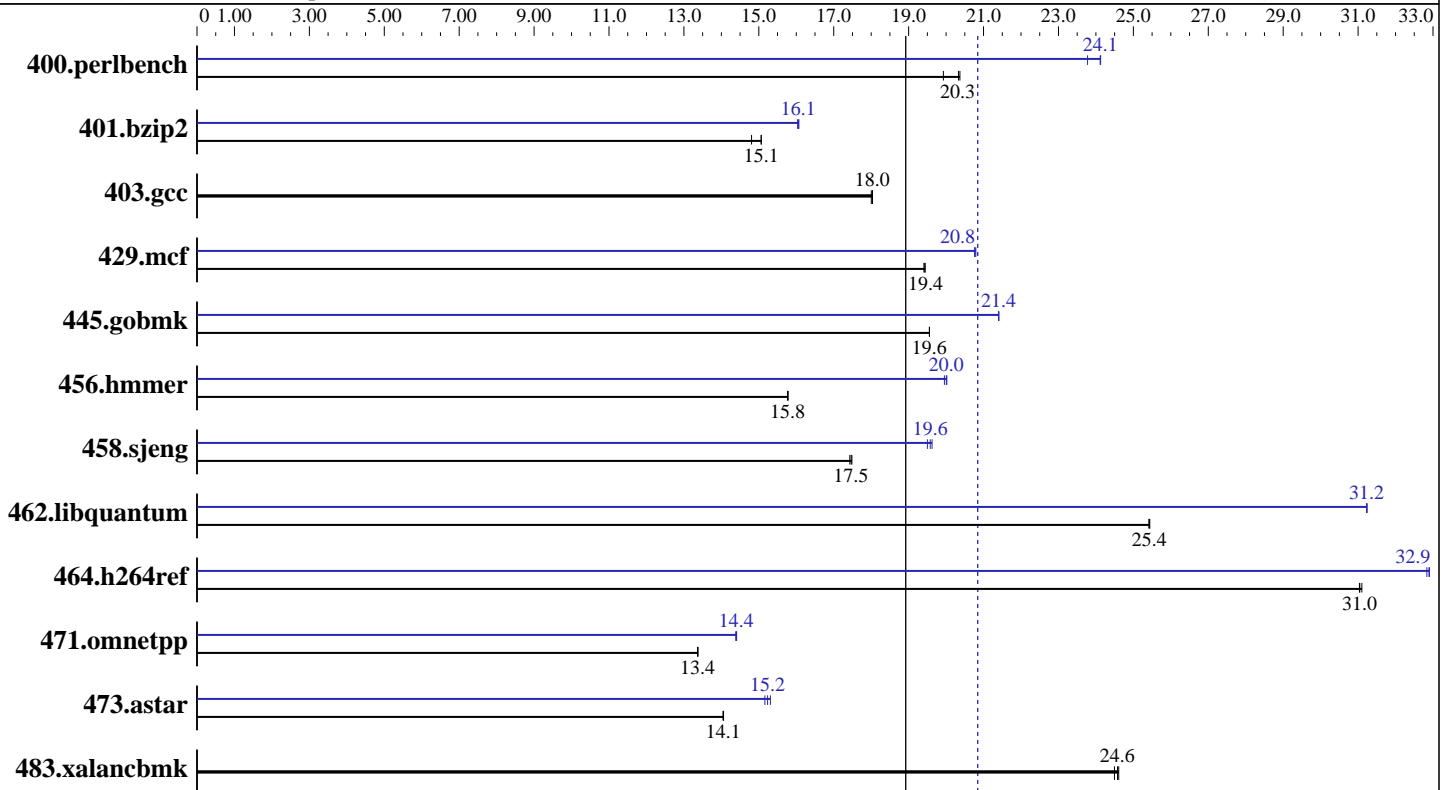 0 1.00 3.00 5.00 7.00 9.00 11.0 13.0 15.0 17.0 19.0 21.0 23.0 25.0 27.0 29.0 31.0 33.0
24.1
400.perlbench
20.3
16.1
401.bzip2
15.1
18.0
403.gcc
20.8
429.mcf
19.4
21.4
445.gobmk
19.6
20.0
456.hmmer
15.8
19.6
458.sjeng
17.5
31.2
462.libquantum
25.4
32.9
464.h264ref
31.0
14.4
471.omnetpp
13.4
15.2
473.astar
14.1
24.6
483.xalancbmk